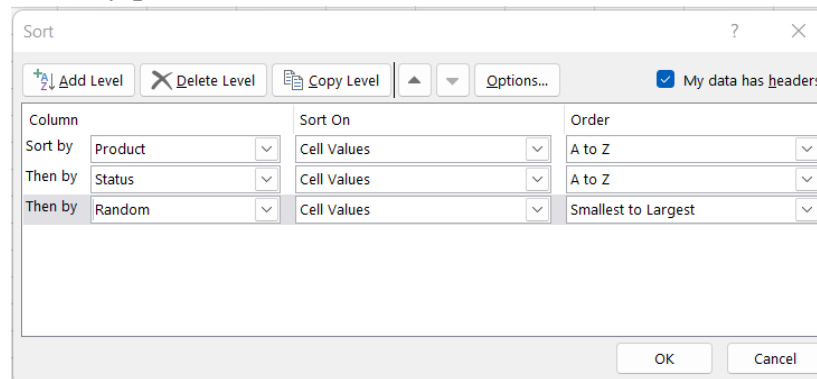 Sort ?
Add Level Delete Level Copy Level Options... My data has headers
Column Sort On Order
Sort by Product Cell Values A to Z
Then by Status Cell Values A to Z
Then by Random Cell Values Smallest to Largest
OK Cancel